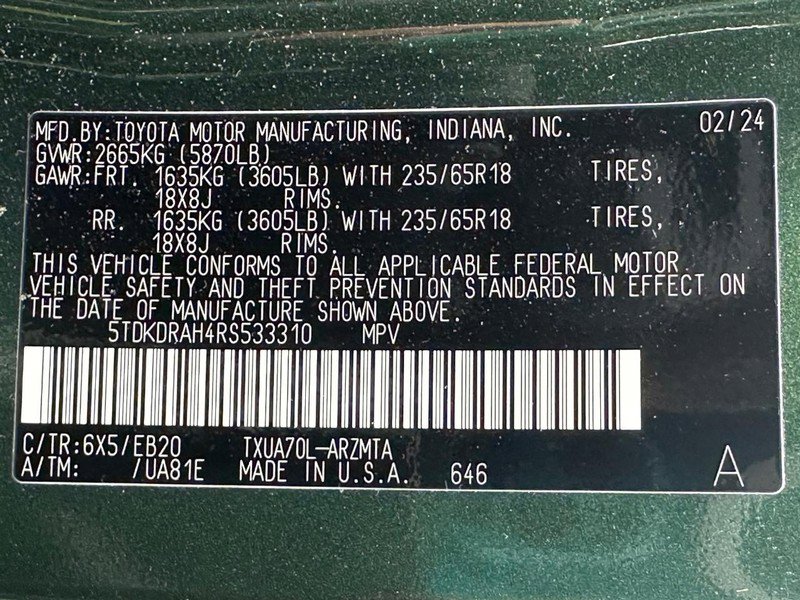 MFD.BY:TOYOTA MOTOR MANUFACTURING, INDIANA, INC. 02/24
GVWR:2665KG (5870LB)
GAWR:FRT. 1635KG (3605LB) WITH 235/65R18 TIRES,
18X8J RIMS.
RR. 1635KG (3605LB) WITH 235/65R18 TIRES,
18X8J RIMS.
THIS VEHICLE CONFORMS TO ALL APPLICABLE FEDERAL MOTOR
VEHICLE SAFETY AND THEFT PREVENTION STANDARDS IN EFFECT ON
THE DATE OF MANUFACTURE SHOWN ABOVE.
5TDKDRAH4RS533310 MPV
C/TR:6X5/EB20 TXUA70L-ARZMTA
A/TM: /UA81E MADE IN U.S.A. 646 A